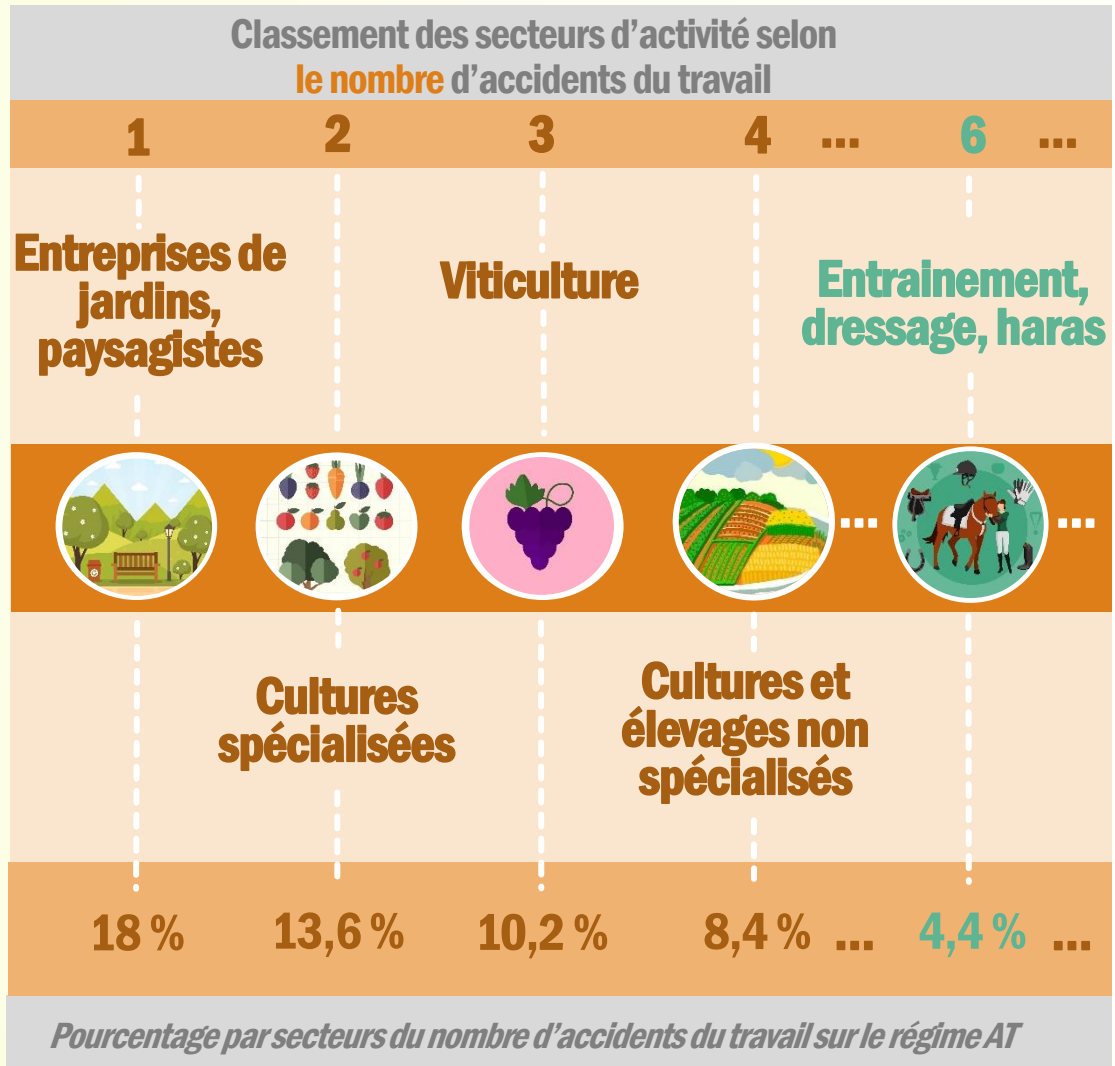 Classement des secteurs d’activité selon
le nombre d’accidents du travail
1 2 3 4 ... 6 ...
Entreprises de
jardins,
paysagistes
Viticulture
Entrainement,
dressage, haras
...
...
Cultures
spécialisées
Cultures et
élevages non
spécialisés
18 % 13,6 % 10,2 % 8,4 % ... 4,4 % ...
Pourcentage par secteurs du nombre d’accidents du travail sur le régime AT